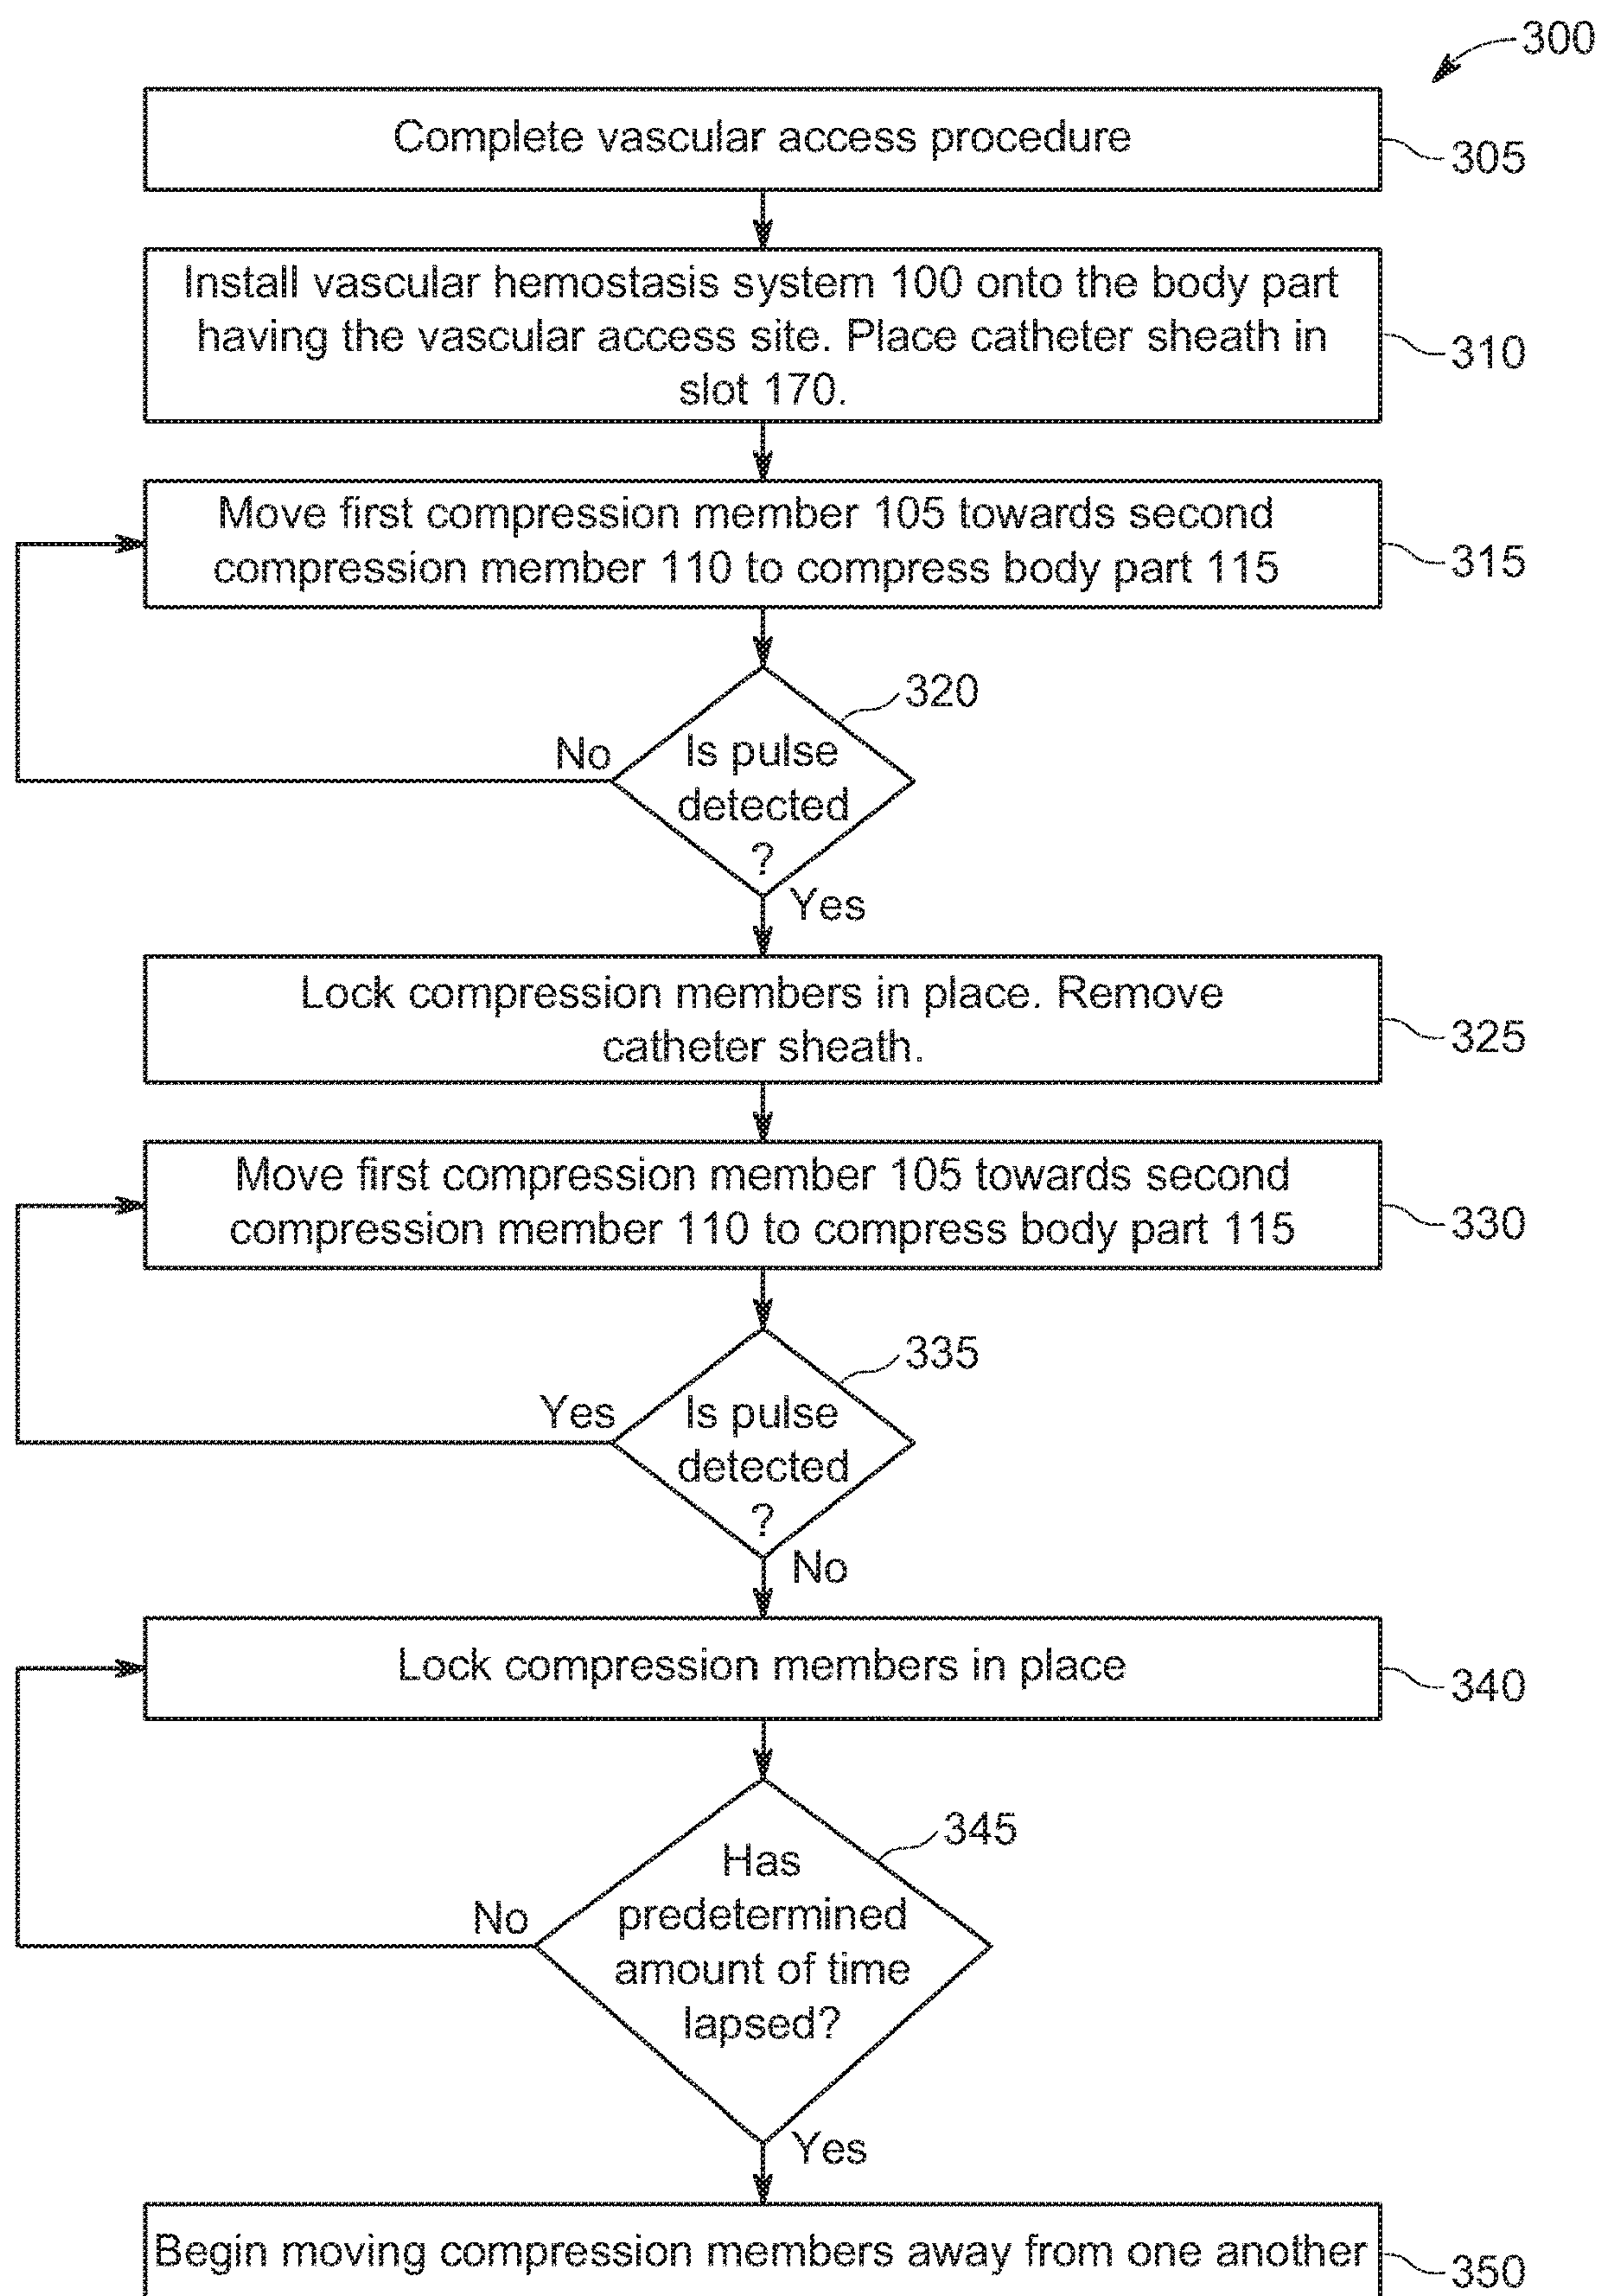 300
Complete vascular access procedure
305
Install vascular hemostasis system 100 onto the body part
having the vascular access site. Place catheter sheath in
slot 170.
310
Move first compression member 105 towards second
compression member 110 to compress body part 115
315
320
Is pulse
detected
?
No
Yes
Lock compression members in place. Remove
catheter sheath.
325
Move first compression member 105 towards second
compression member 110 to compress body part 115
330
335
Is pulse
detected
?
Yes
No
Lock compression members in place
340
345
Has
predetermined
amount of time
lapsed?
No
Yes
Begin moving compression members away from one another
350